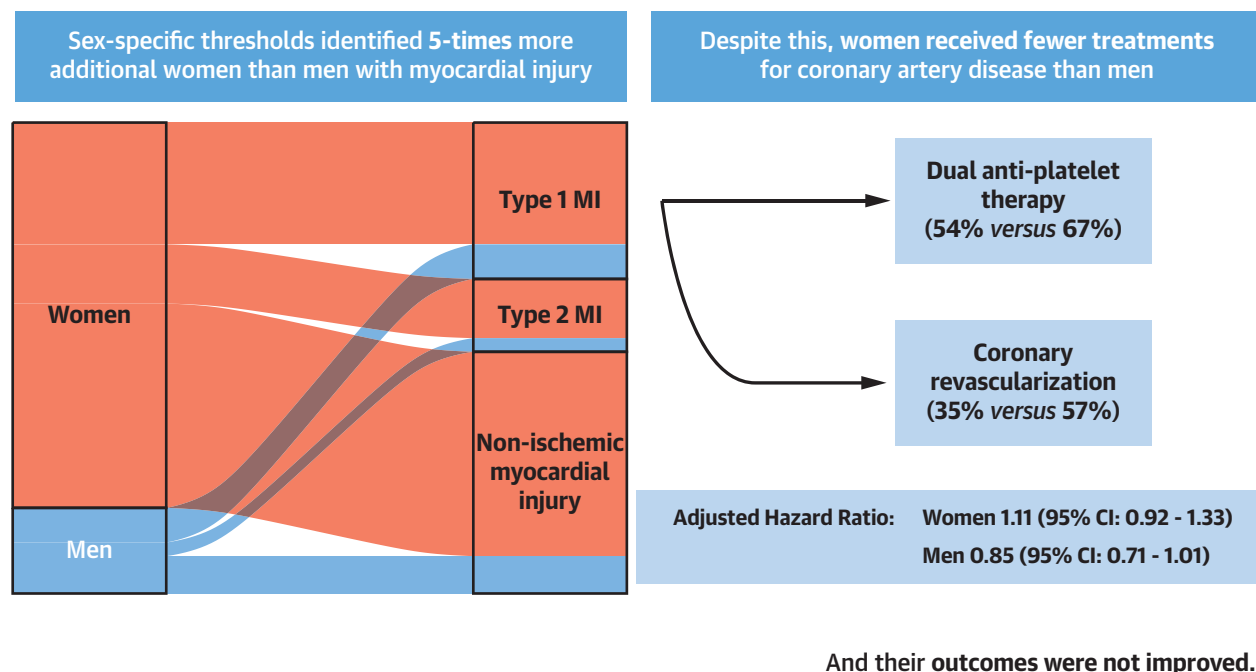 Sex-specific thresholds identified 5-times more
additional women than men with myocardial injury
Despite this, women received fewer treatments
for coronary artery disease than men
Women
Men
Type 1 MI
Type 2 MI
Non-ischemic
myocardial
injury
Dual anti-platelet
therapy
(54% versus 67%)
Coronary
revascularization
(35% versus 57%)
Adjusted Hazard Ratio: Women 1.11 (95% CI: 0.92 - 1.33)
Men 0.85 (95% CI: 0.71 - 1.01)
And their outcomes were not improved.